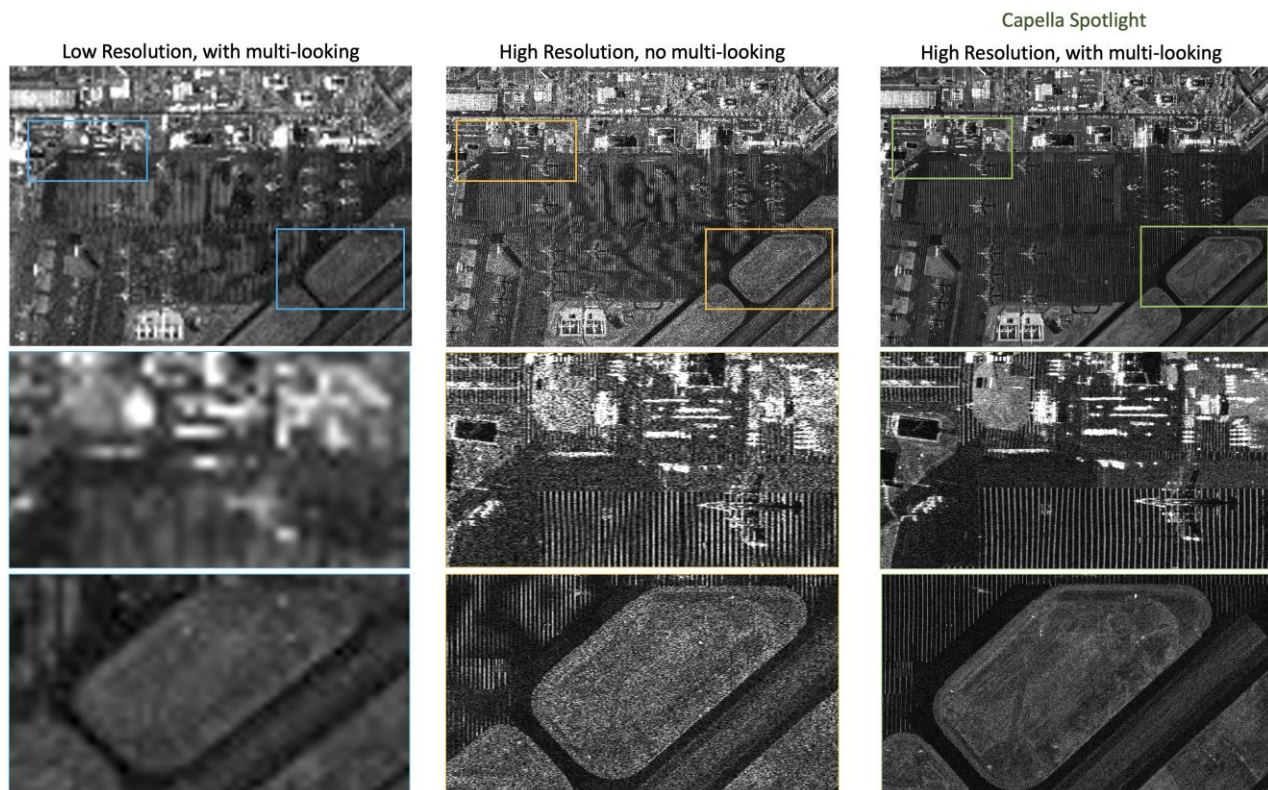 Capella Spotlight
Low Resolution, with multi-looking
High Resolution, no multi-looking
High Resolution, with multi-looking